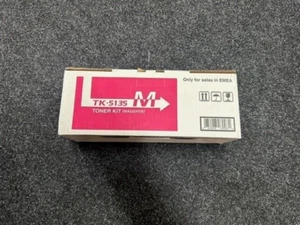 Only for sales in EMEA
TK-5135 M
TONER KIT (MAGENTA)